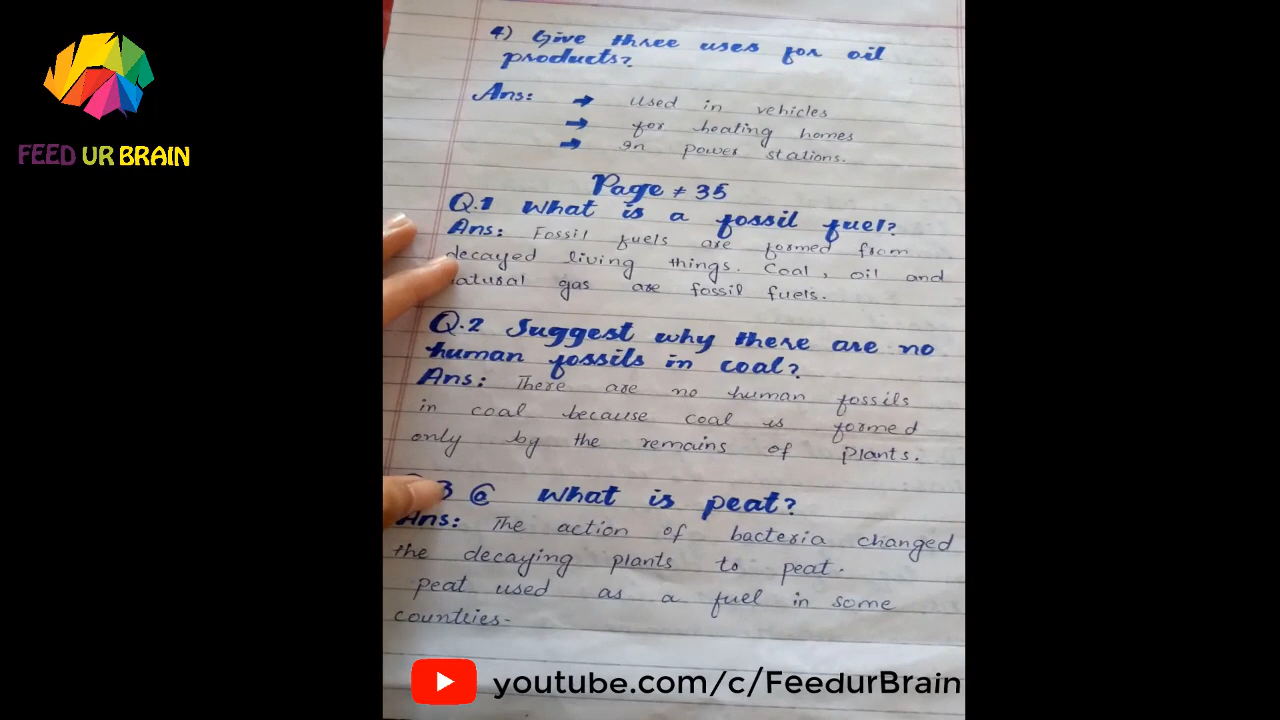 FEED UR BRAIN
4) Give three uses for oil
products?
Ans: → Used in vehicles
→ for heating homes
→ In power stations.
Page # 35
Q.1 What is a fossil fuel?
Ans: Fossil fuels are formed from
decayed living things. Coal, oil and
natural gas are fossil fuels.
Q.2 Suggest why there are no
human fossils in coal?
Ans: There are no human fossils
in coal because coal is formed
only by the remains of plants.
3 @ What is peat?
Ans: The action of bacteria changed
the decaying plants to peat.
peat used as a fuel in some
countries-
youtube.com/c/FeedurBrain